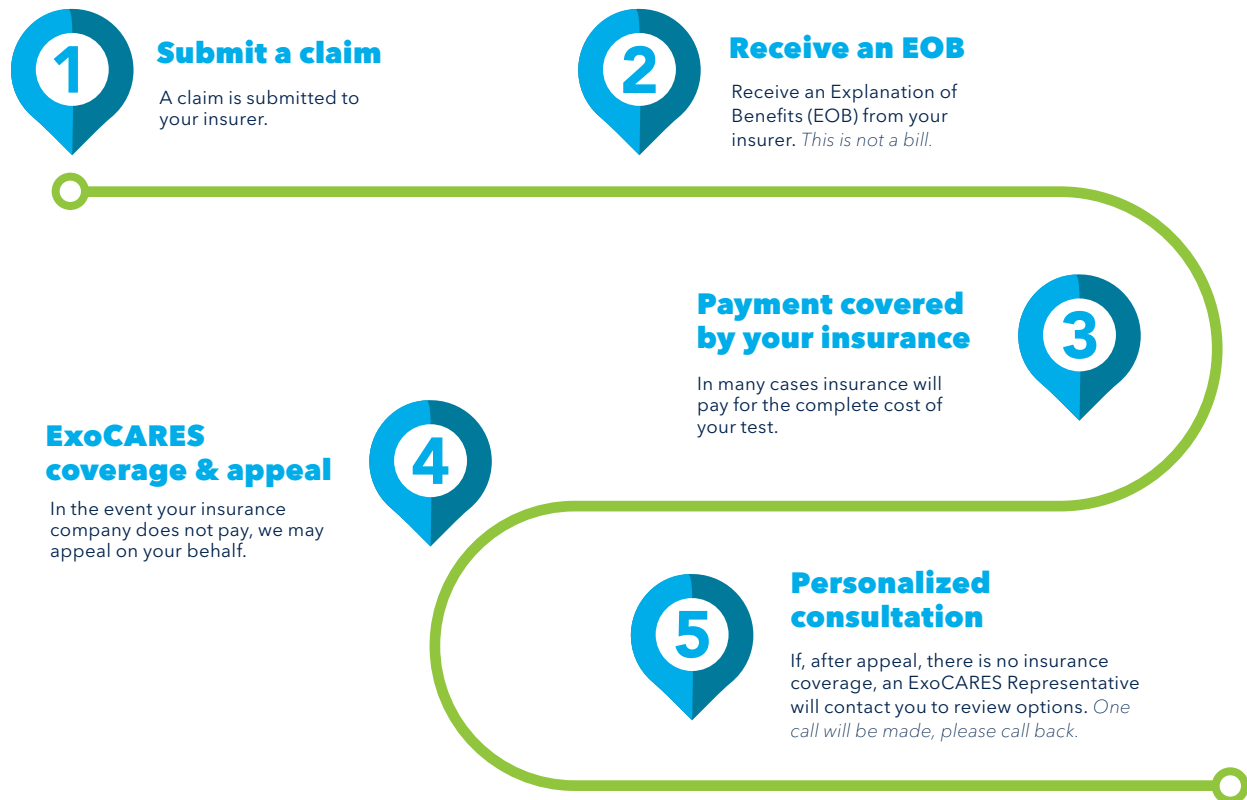 1
Submit a claim
A claim is submitted to
your insurer.
2
Receive an EOB
Receive an Explanation of
Benefits (EOB) from your
insurer. This is not a bill.
Payment covered
by your insurance
3
In many cases insurance will
pay for the complete cost of
your test.
ExoCARES
coverage & appeal
4
In the event your insurance
company does not pay, we may
appeal on your behalf.
5
Personalized
consultation
If, after appeal, there is no insurance
coverage, an ExoCARES Representative
will contact you to review options. One
call will be made, please call back.